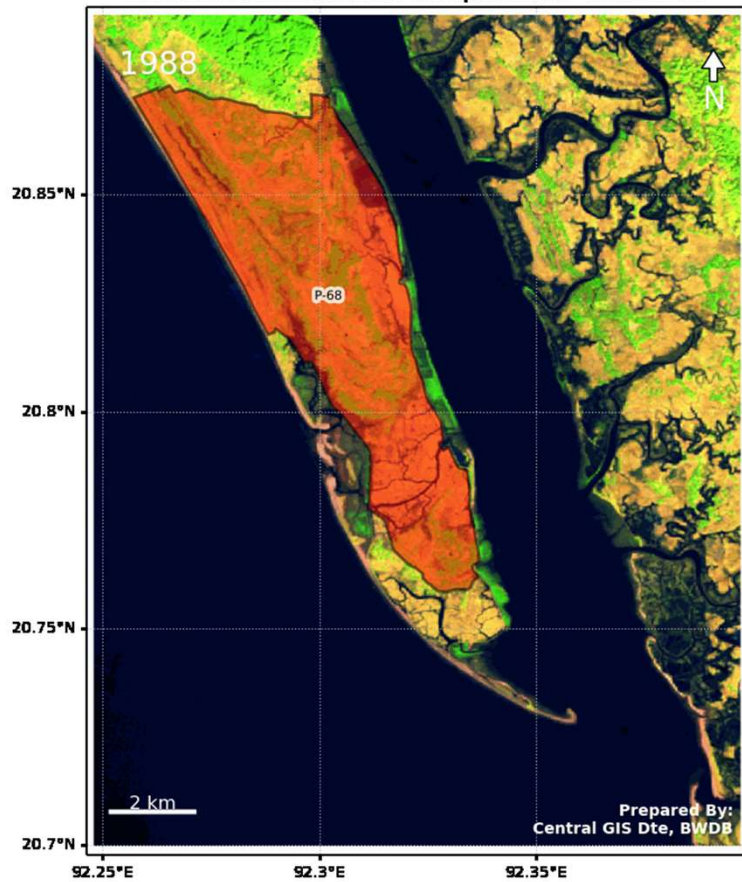 1988
N
20.85°N
P-68
20.8°N
20.75°N
2 km
Prepared By:
Central GIS Dte, BWDB
20.7°N
92.25°E 92.3°E 92.35°E